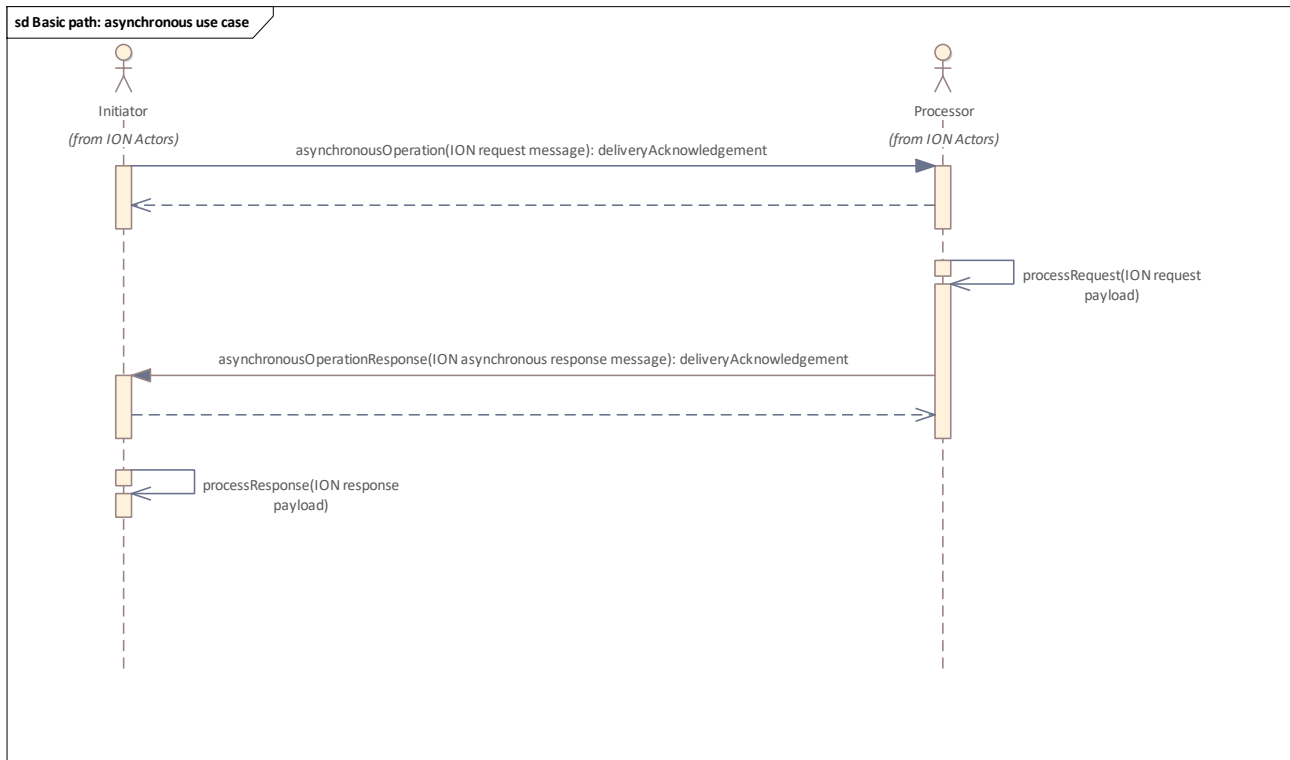 sd Basic path: asynchronous use case
Initiator
Processor
(from ION Actors)
(from ION Actors)
asynchronousOperation(ION request message): deliveryAcknowledgement
processRequest(ION request
payload)
asynchronousOperationResponse(ION asynchronous response message): deliveryAcknowledgement
processResponse(ION response
payload)